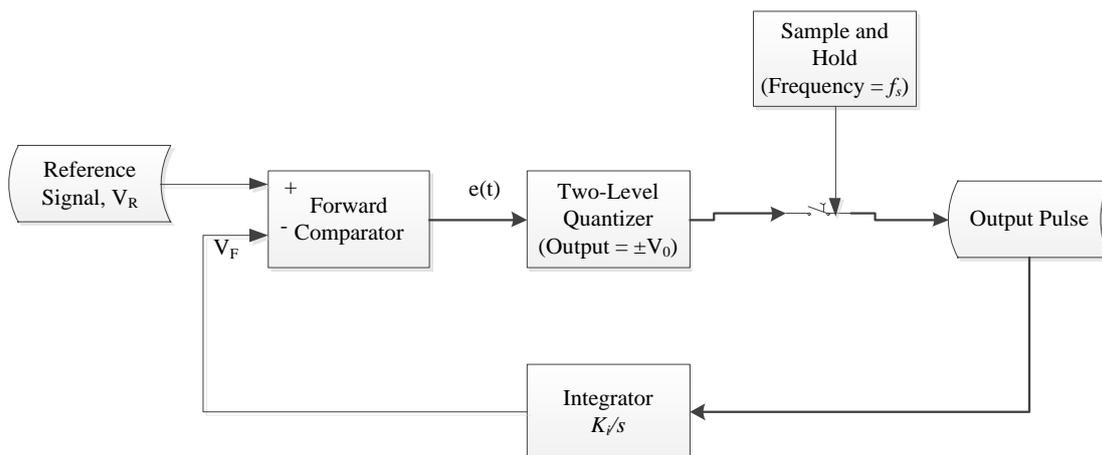 Sample and
Hold
(Frequency = fs)
Reference
Signal, VR
+
-
VF
Forward
Comparator
e(t)
Two-Level
Quantizer
(Output = ±V0)
Output Pulse
Integrator
Ki/s